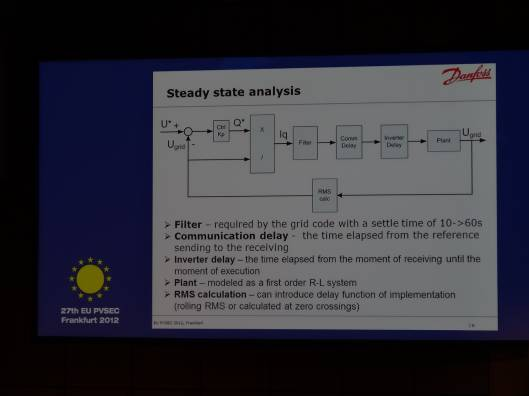 Danfoss
Steady state analysis
U* +
Ugrid -
Ctrl
Kp
Q*
X
/
Iq
Filter
Comm
Delay
Inverter
Delay
Plant
Ugrid
RMS
calc
➢ Filter – required by the grid code with a settle time of 10->60s
➢ Communication delay - the time elapsed from the reference
sending to the receiving
➢ Inverter delay – the time elapsed from the moment of receiving until the
moment of execution
➢ Plant – modeled as a first order R-L system
➢ RMS calculation – can introduce delay function of implementation
(rolling RMS or calculated at zero crossings)
27th EU PVSEC
Frankfurt 2012
EU PVSEC 2012, Frankfurt